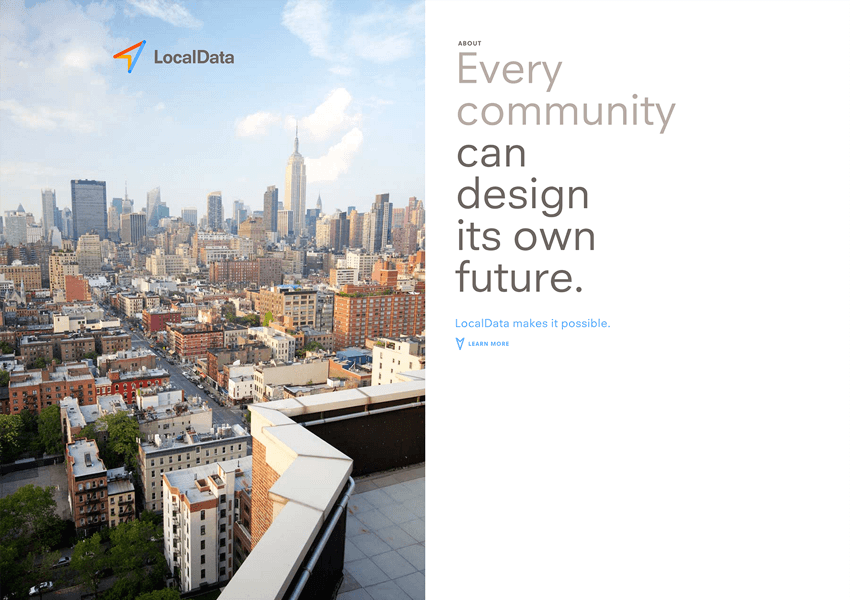 LocalData
ABOUT
Every
community
can
design
its own
future.
LocalData makes it possible.
LEARN MORE